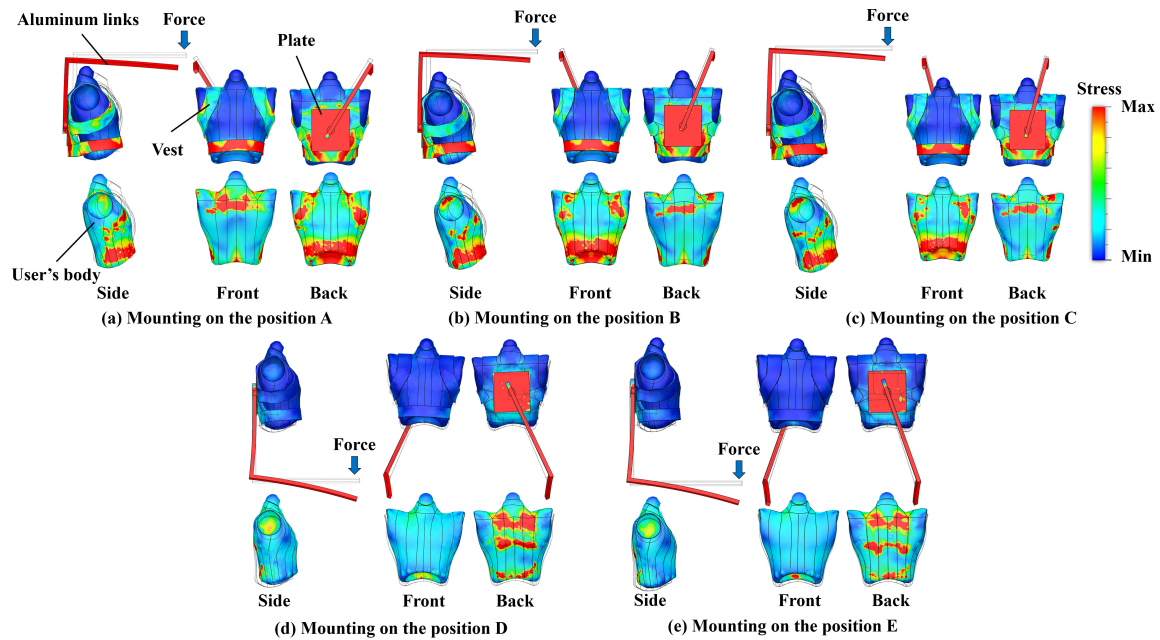 Aluminum links
Force
Plate
Vest
User's body
Side
Front
Back
(a) Mounting on the position A
Force
Side
Front
Back
(b) Mounting on the position B
Force
Side
Front
Back
(c) Mounting on the position C
Stress
Max
Min
Force
Side
Front
Back
(d) Mounting on the position D
Force
Side
Front
Back
(e) Mounting on the position E